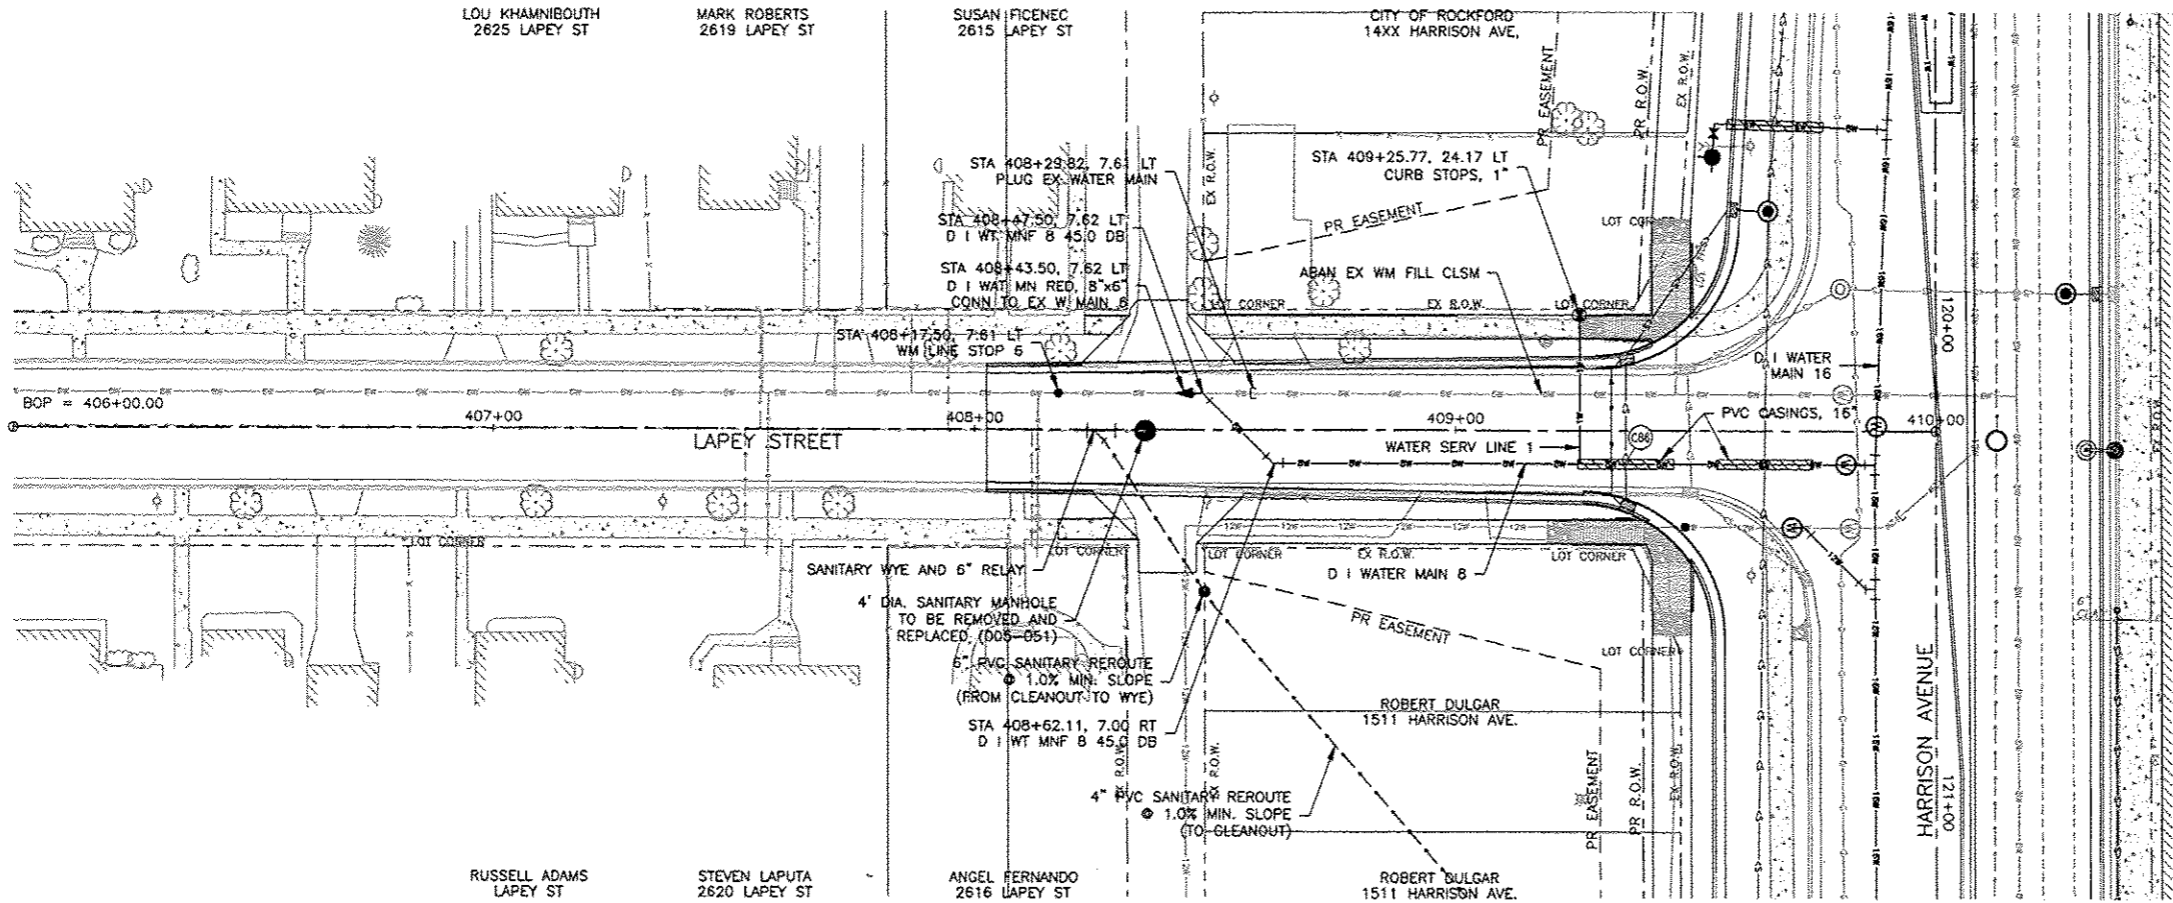 LOU KHAMNIBOUTH
2625 LAPEY ST
MARK ROBERTS
2619 LAPEY ST
SUSAN FICENEC
2615 LAPEY ST
CITY OF ROCKFORD
14XX HARRISON AVE,
PR EASEMENT
PR R.O.W.
EX R.O.W.
STA 408+29.82, 7.61 LT
PLUG EX WATER MAIN
EX R.O.W.
STA 409+25.77, 24.17 LT
CURB STOPS, 1"
STA 408+47.50, 7.62 LT
D I WT MNF 8 45.0 DB
PR EASEMENT
LOT CORNER
STA 408+43.50, 7.62 LT
D I WAT MN RED, 8"x6"
CONN TO EX W MAIN 6
ABAN EX WM FILL CLSM
LOT CORNER
EX R.O.W.
LOT CORNER
STA 408+17.50, 7.61 LT
WM LINE STOP 6
120+00
D I WATER
MAIN 16
BOP = 406+00.00
407+00
408+00
409+00
410+00
PVC CASINGS, 16"
LAPEY STREET
WATER SERV LINE 1
C86
LOT CORNER
LOT CORNER
LOT CORNER
EX R.O.W.
LOT CORNER
SANITARY WYE AND 6" RELAY
D I WATER MAIN 8
4' DIA. SANITARY MANHOLE
TO BE REMOVED AND
REPLACED (D05-051)
PR EASEMENT
LOT CORNER
6" PVC SANITARY REROUTE
@ 1.0% MIN. SLOPE
(FROM CLEANOUT TO WYE)
STA 408+62.11, 7.00 RT
D I WT MNF 8 45.0 DB
ROBERT DULGAR
1511 HARRISON AVE.
EX R.O.W.
EX R.O.W.
PR EASEMENT
PR R.O.W.
EX R.O.W.
HARRISON AVENUE
121+00
4" PVC SANITARY REROUTE
@ 1.0% MIN. SLOPE
(TO CLEANOUT)
RUSSELL ADAMS
LAPEY ST
STEVEN LAPUTA
2620 LAPEY ST
ANGEL FERNANDO
2616 LAPEY ST
ROBERT DULGAR
1511 HARRISON AVE.